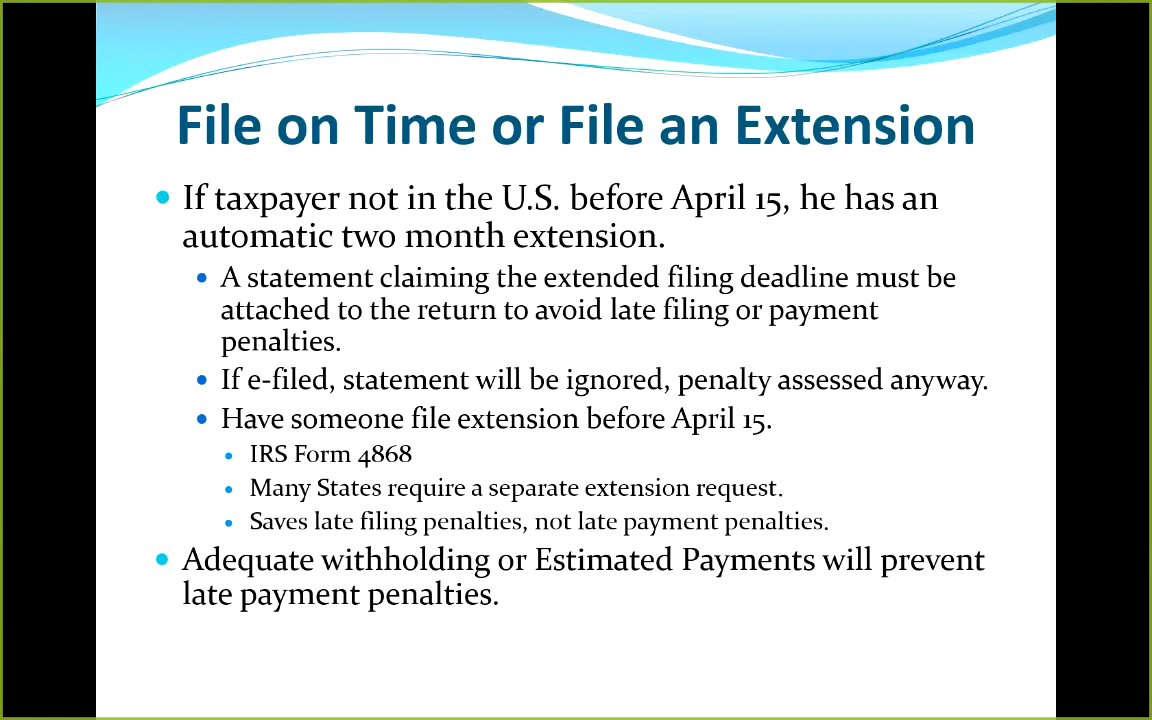 File on Time or File an Extension
If taxpayer not in the U.S. before April 15, he has an
automatic two month extension.
A statement claiming the extended filing deadline must be
attached to the return to avoid late filing or payment
penalties.
If e-filed, statement will be ignored, penalty assessed anyway.
Have someone file extension before April 15.
IRS Form 4868
Many States require a separate extension request.
Saves late filing penalties, not late payment penalties.
Adequate withholding or Estimated Payments will prevent
late payment penalties.